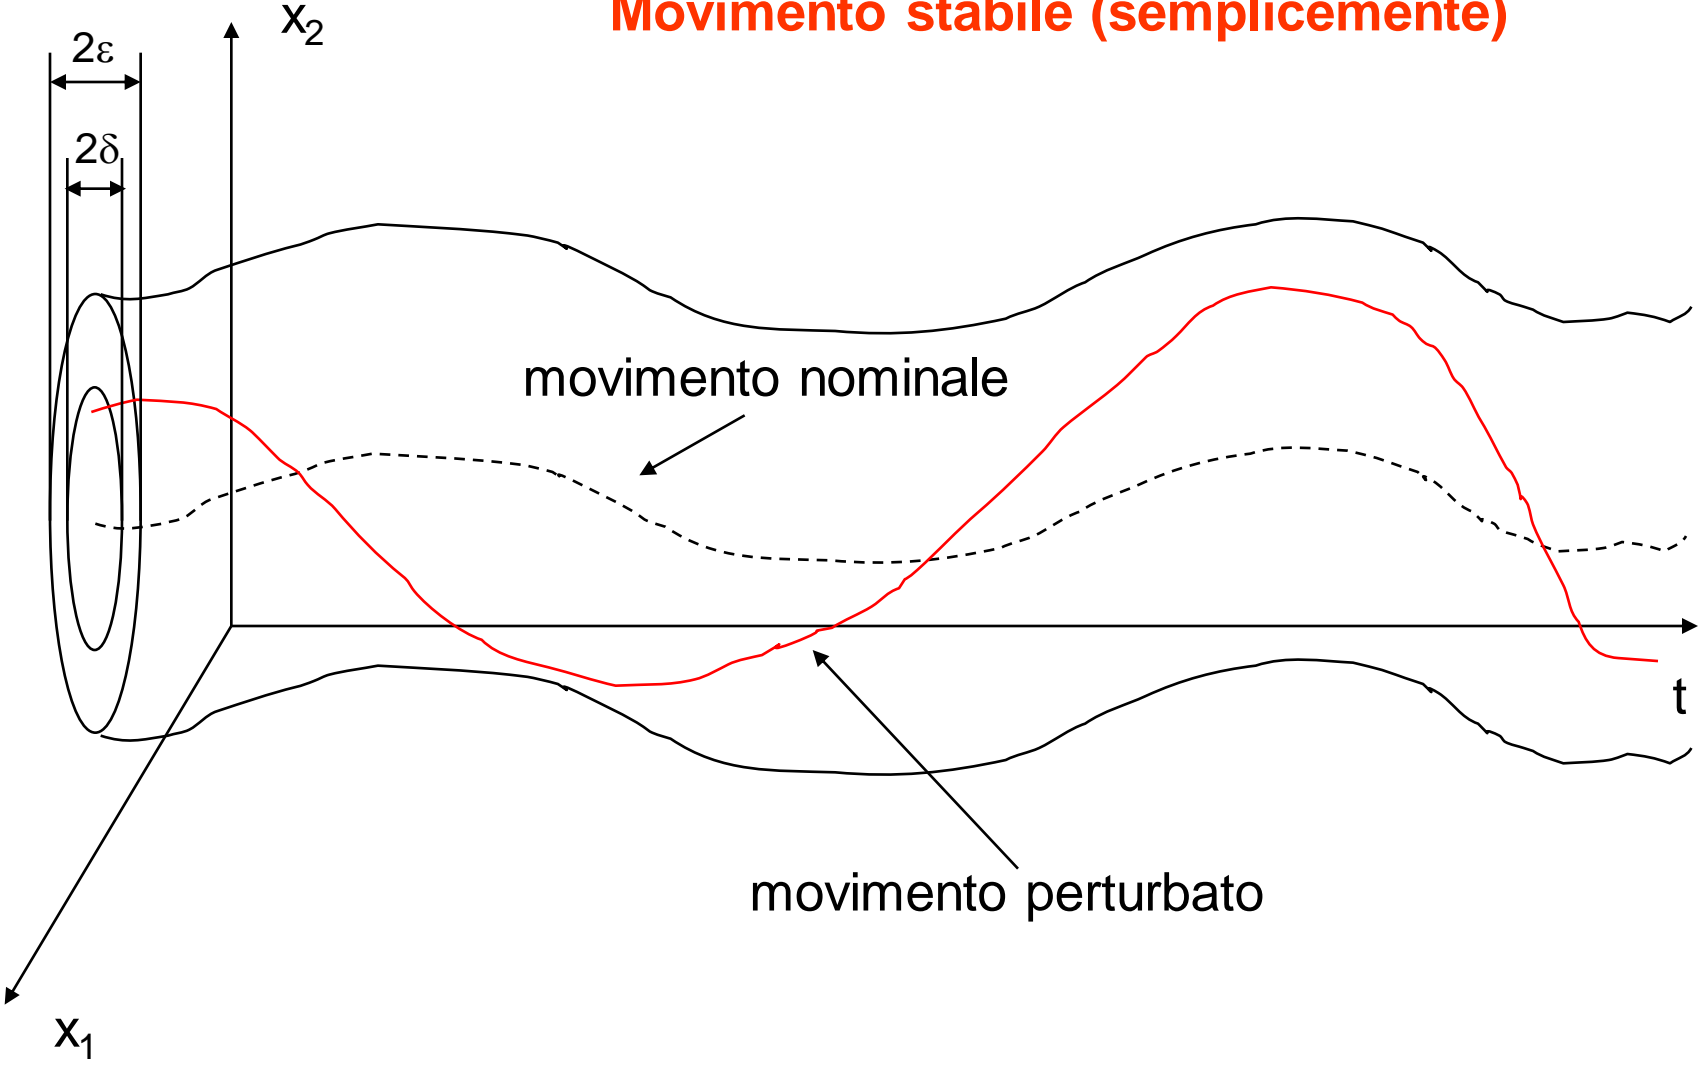 Movimento stabile (semplicemente)
x₂
2ε
2δ
movimento nominale
t
movimento perturbato
x₁